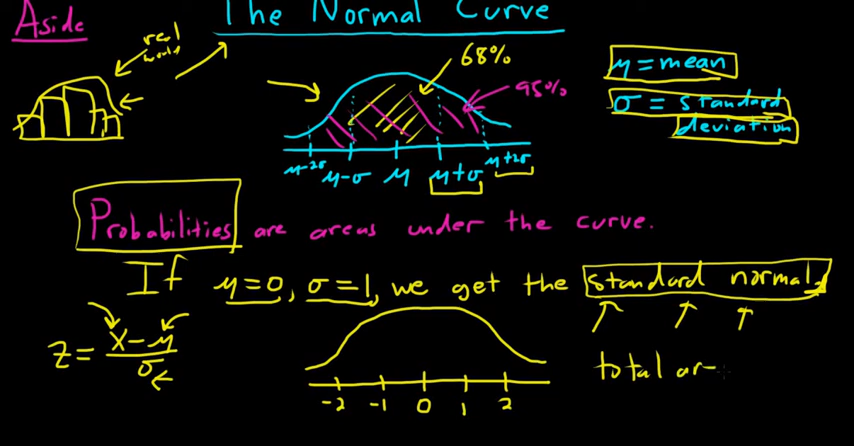 Aside
The Normal Curve
real
world
68%
95%
μ = mean
σ = standard
deviation
μ-2σ μ-σ μ μ+σ μ+2σ
Probabilities are areas under the curve.
If μ=0, σ=1, we get the standard normal.
z = x-μ
σ
-2 -1 0 1 2
total ar